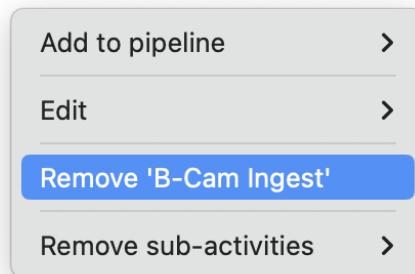 Add to pipeline
Edit
Remove 'B-Cam Ingest'
Remove sub-activities